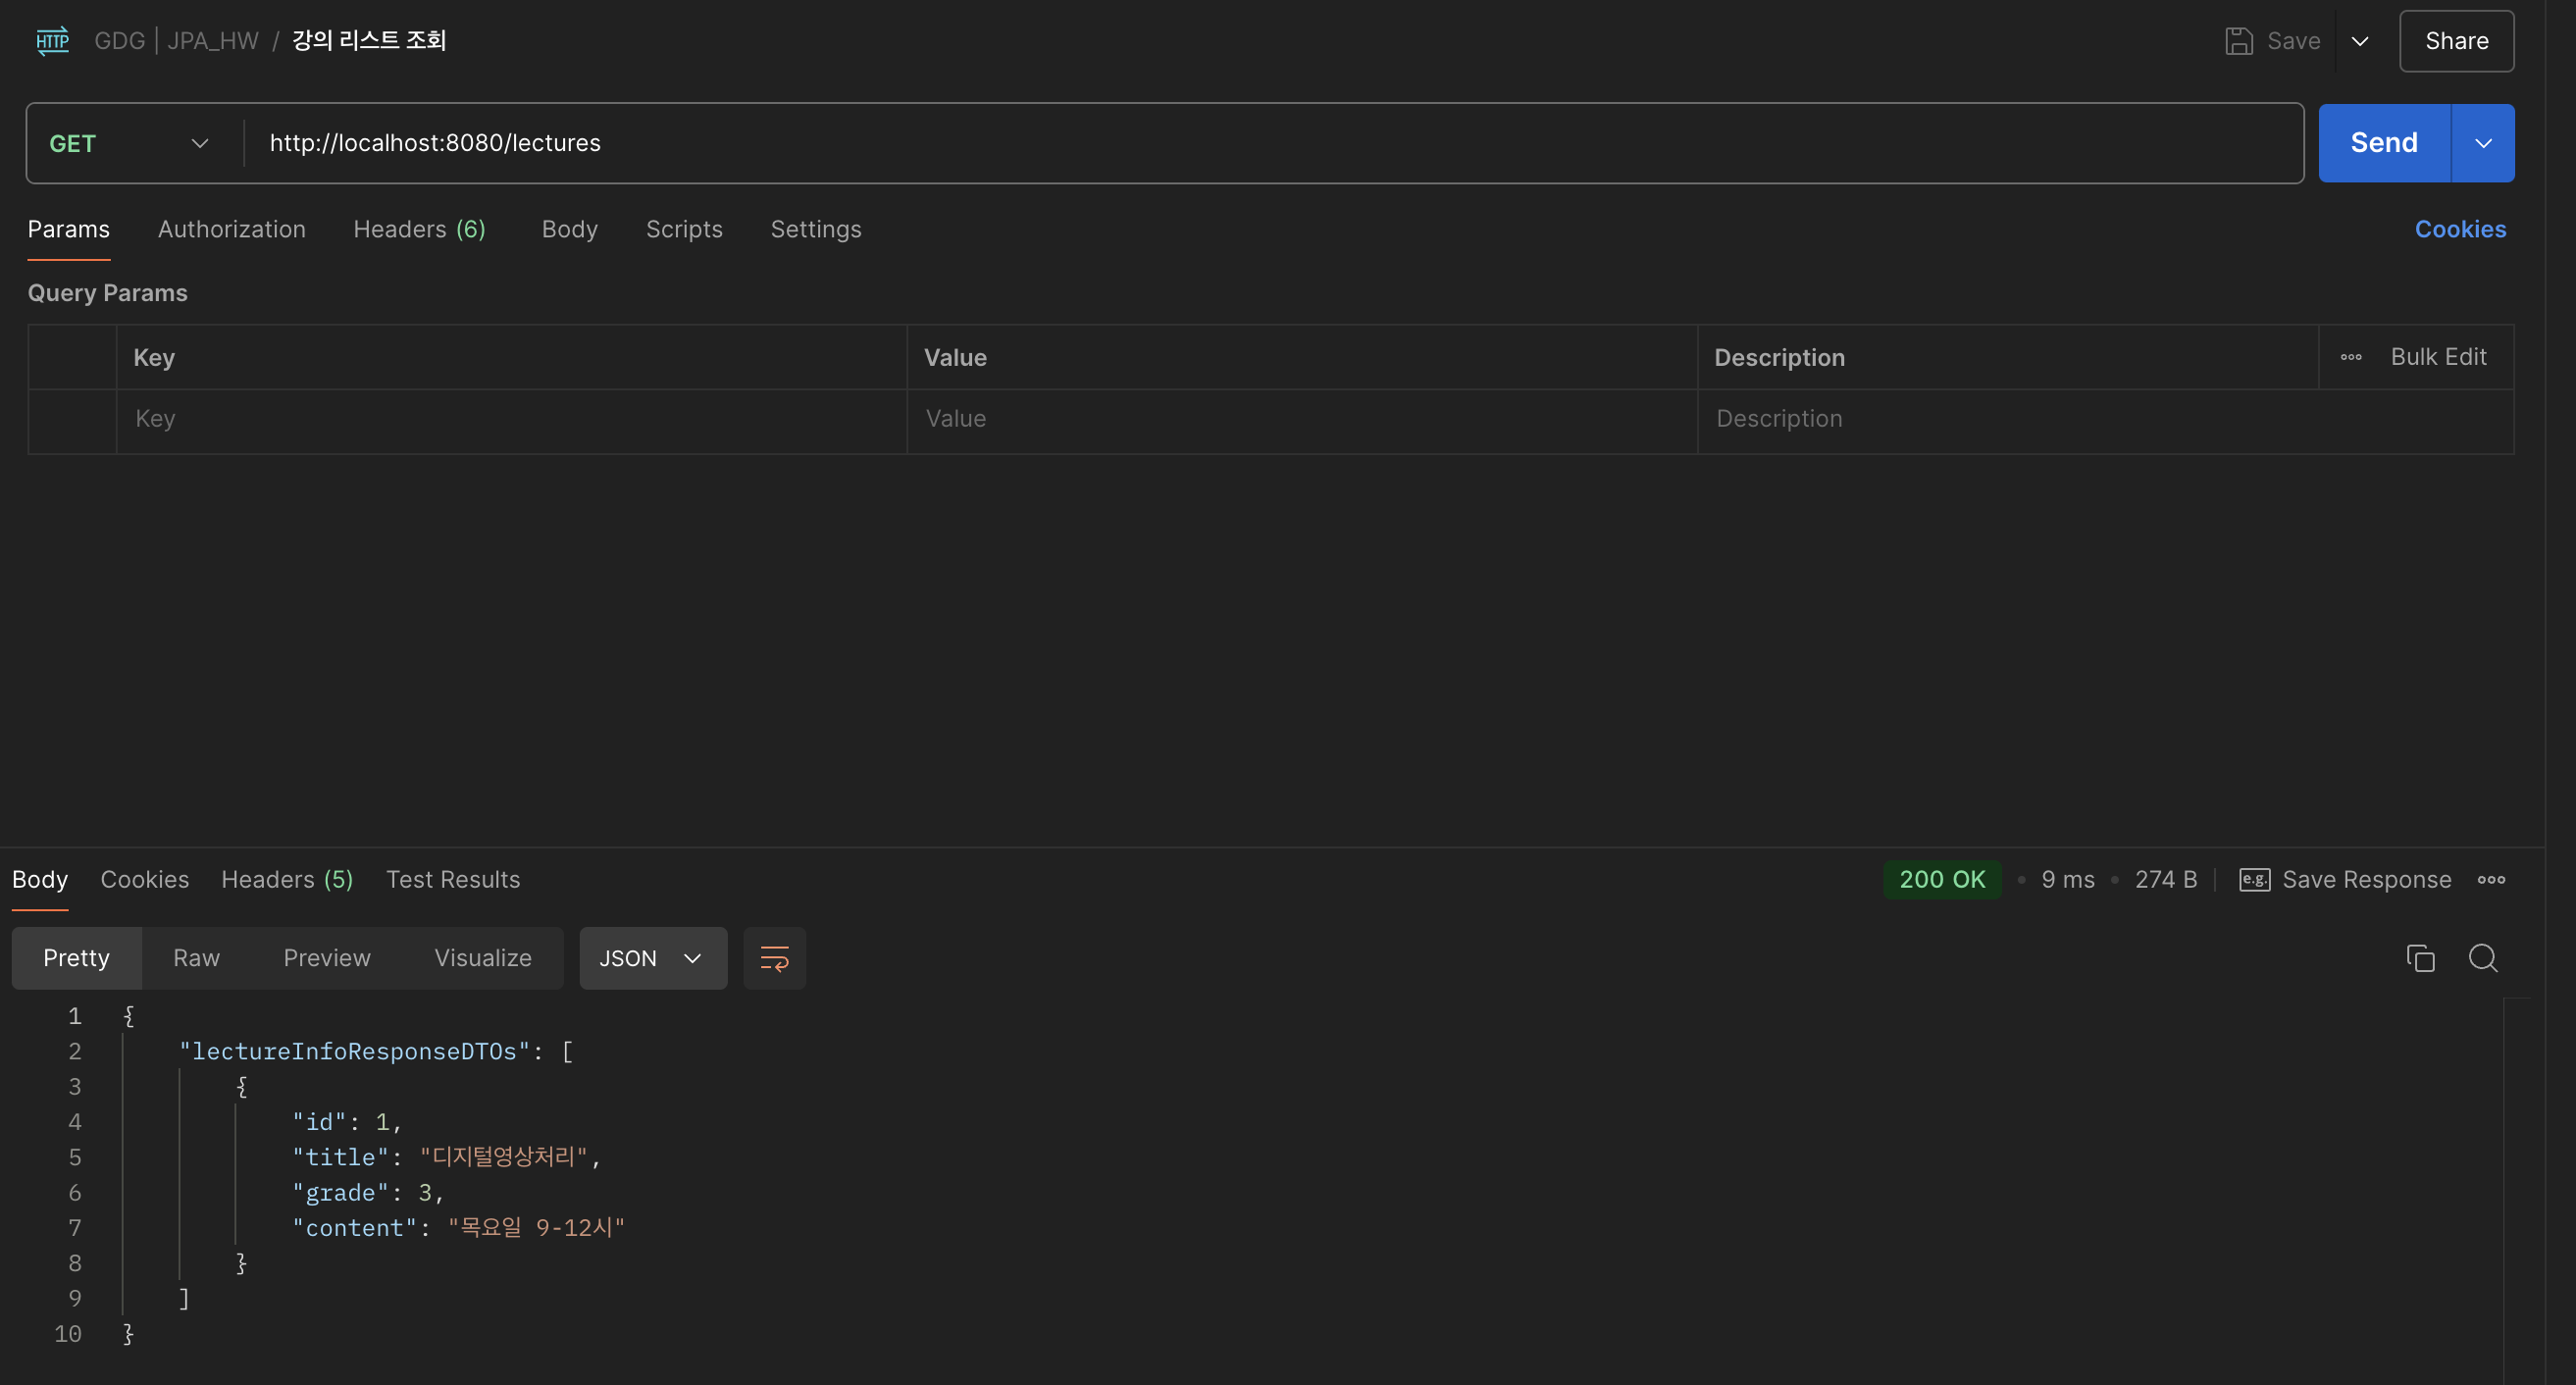 HTTP GDG | JPA_HW / 강의 리스트 조회 Save Share
GET http://localhost:8080/lectures Send
Params Authorization Headers (6) Body Scripts Settings Cookies
Query Params
Key Value Description Bulk Edit
Key Value Description
Body Cookies Headers (5) Test Results 200 OK • 9 ms • 274 B e.g. Save Response
Pretty Raw Preview Visualize JSON
1 {
2 "lectureInfoResponseDTOs": [
3 {
4 "id": 1,
5 "title": "디지털영상처리",
6 "grade": 3,
7 "content": "목요일 9-12시"
8 }
9 ]
10 }